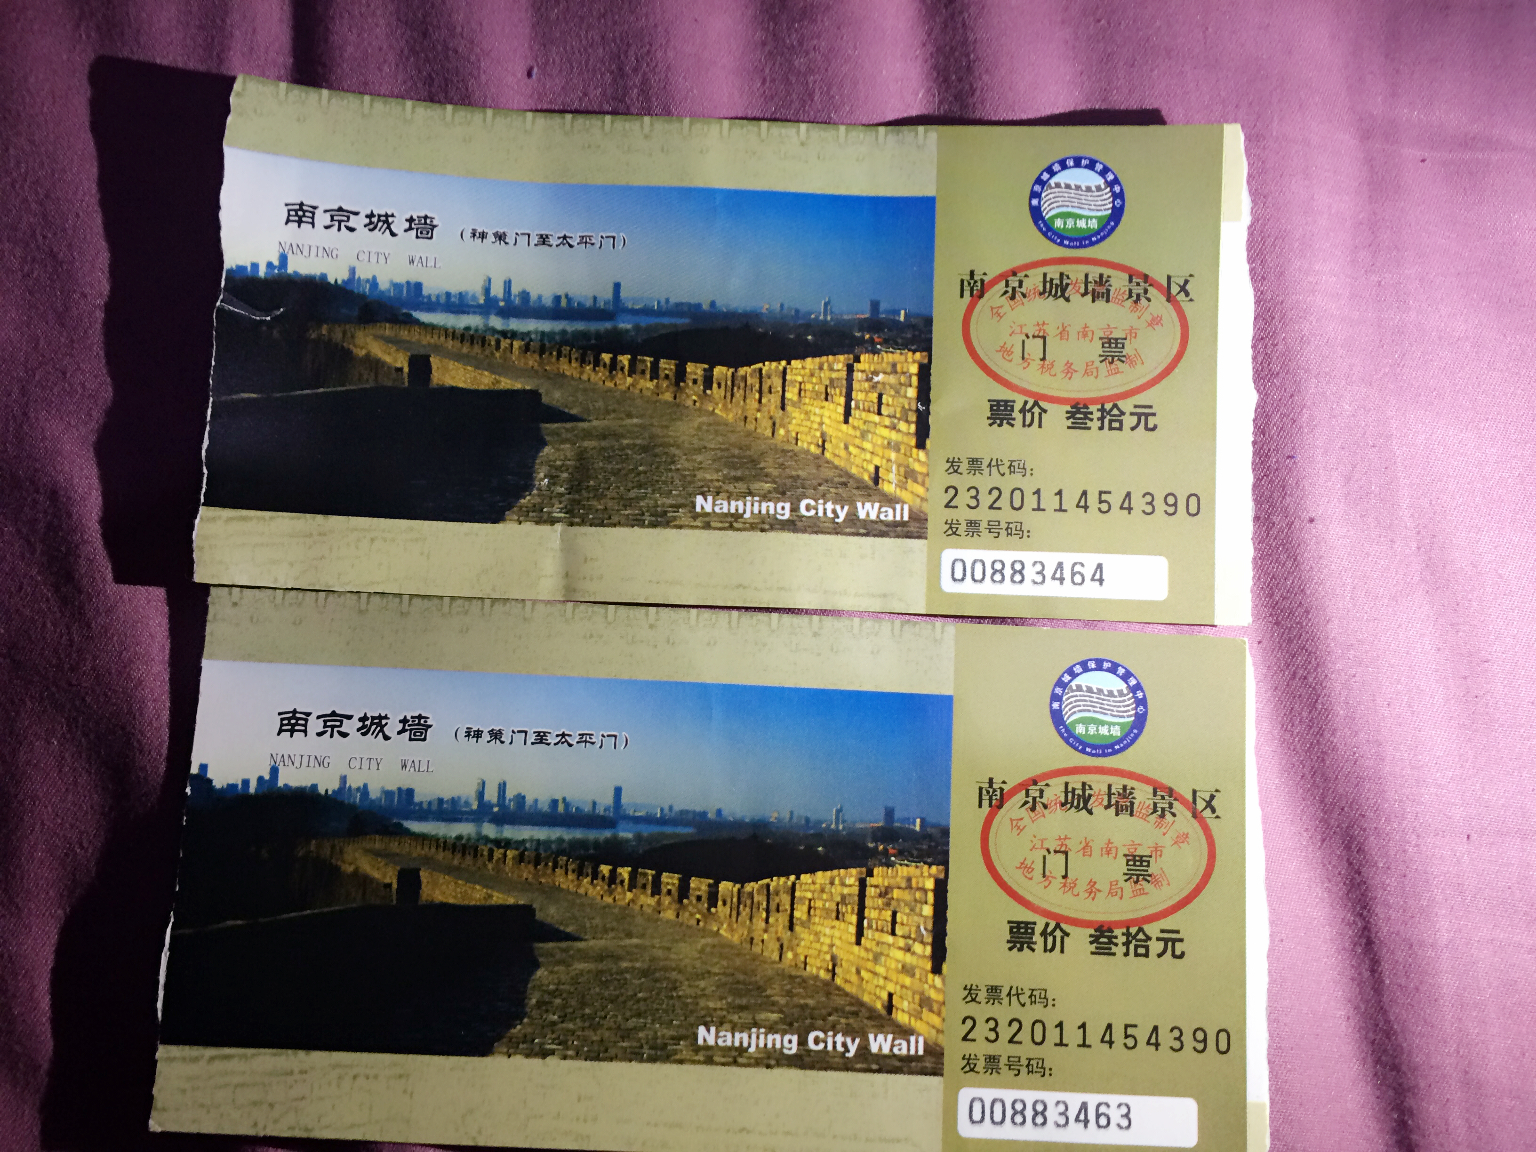 南京城墙 (神策门至太平门)
NANJING CITY WALL
Nanjing City Wall
南京城墙保护管理中心
南京城墙
the City Wall in Nanjing
南京城墙景区
全国统一发票监制章
江苏省南京市
门 票
地方税务局监制
票价 叁拾元
发票代码:
232011454390
发票号码:
00883464
南京城墙 (神策门至太平门)
NANJING CITY WALL
Nanjing City Wall
南京城墙保护管理中心
南京城墙
the City Wall in Nanjing
南京城墙景区
全国统一发票监制章
江苏省南京市
门 票
地方税务局监制
票价 叁拾元
发票代码:
232011454390
发票号码:
00883463